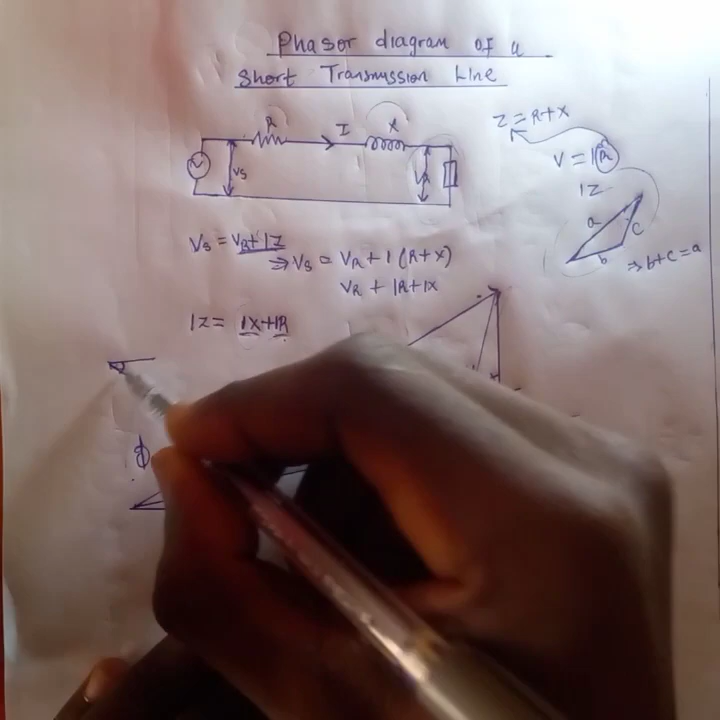 Phasor diagram of a
Short Transmission Line
R I X
Vs
Z = R+X
V = IR
IZ
a
c
b
⇒ b+c = a
Vs = VR + IZ
⇒ Vs = VR + I (R+X)
VR + IR + IX
IZ = IX+IR
ϕ